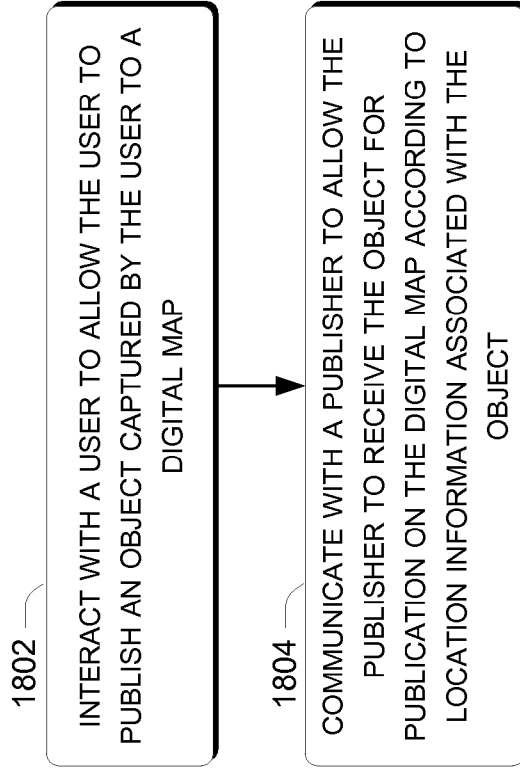 1802
INTERACT WITH A USER TO ALLOW THE USER TO
PUBLISH AN OBJECT CAPTURED BY THE USER TO A
DIGITAL MAP
1804
COMMUNICATE WITH A PUBLISHER TO ALLOW THE
PUBLISHER TO RECEIVE THE OBJECT FOR
PUBLICATION ON THE DIGITAL MAP ACCORDING TO
LOCATION INFORMATION ASSOCIATED WITH THE
OBJECT